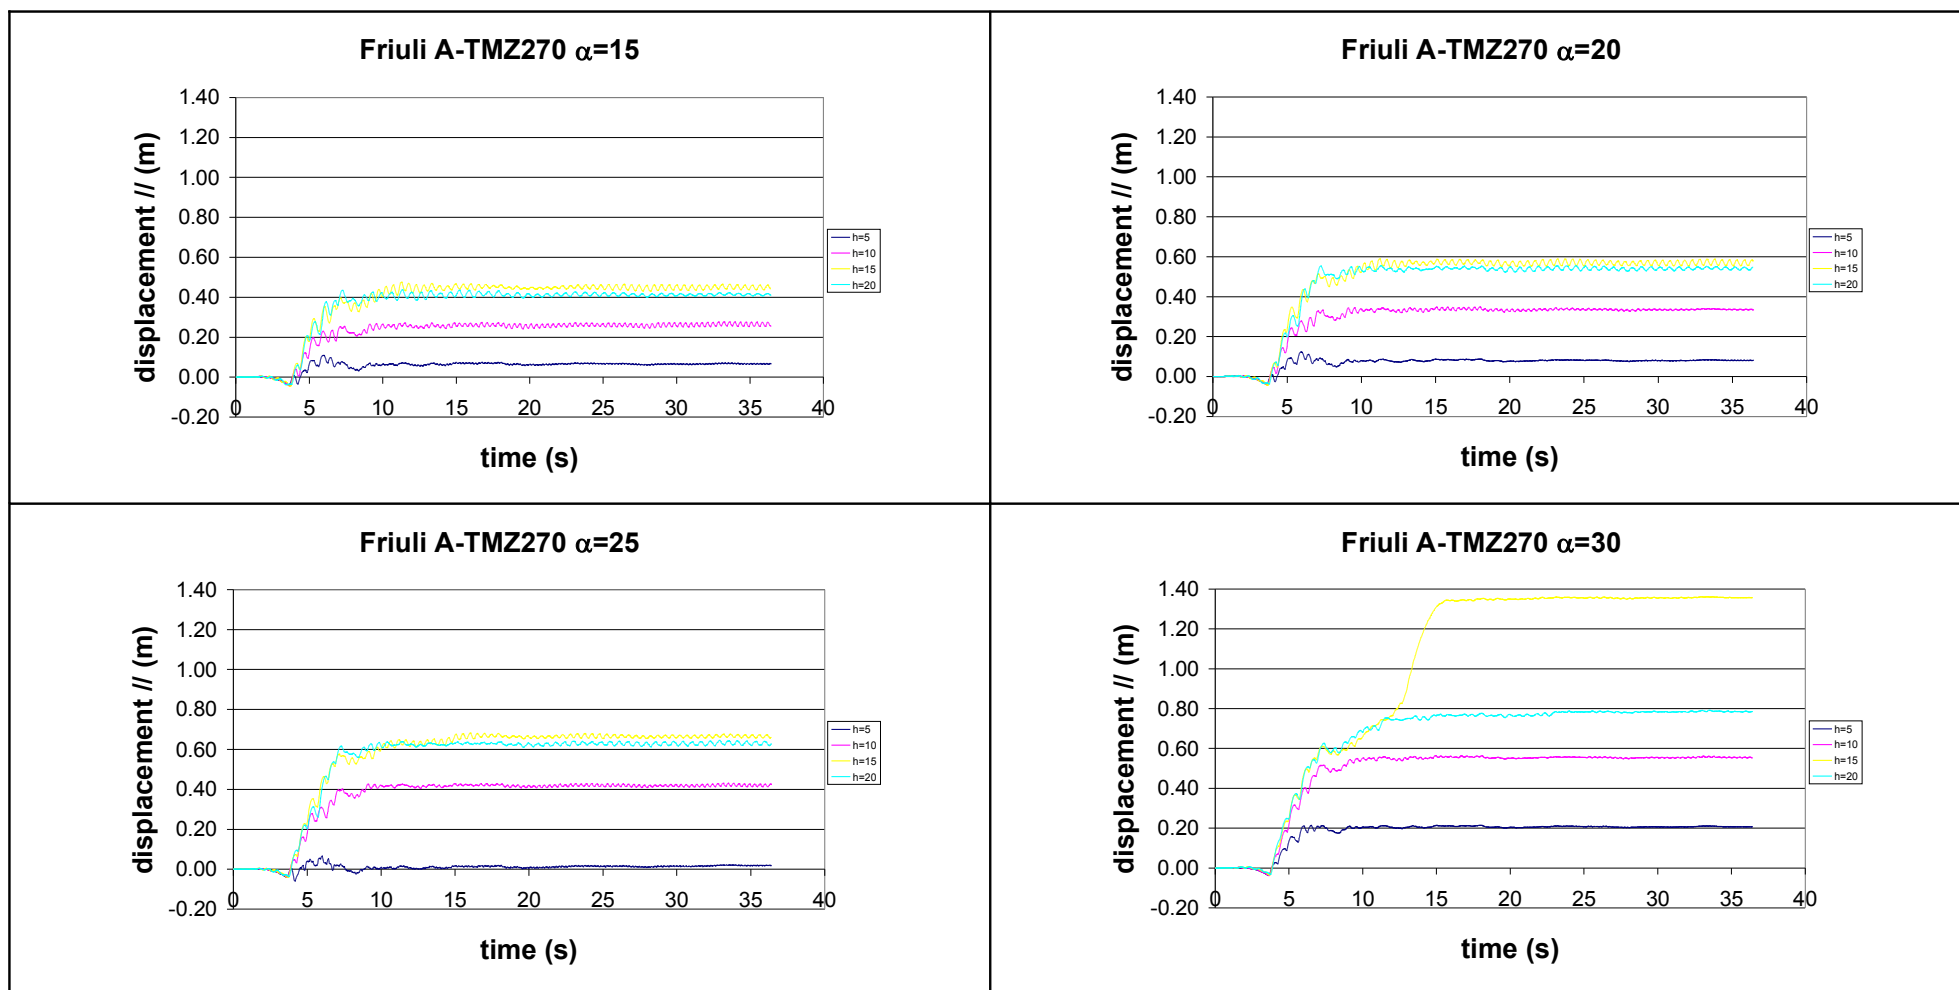 Friuli A-TMZ270 α=15
1.40
1.20
1.00
0.80
0.60
0.40
0.20
0.00
-0.20
0 5 10 15 20 25 30 35 40
displacement // (m)
time (s)
h=5
h=10
h=15
h=20
Friuli A-TMZ270 α=20
1.40
1.20
1.00
0.80
0.60
0.40
0.20
0.00
-0.20
0 5 10 15 20 25 30 35 40
displacement // (m)
time (s)
h=5
h=10
h=15
h=20
Friuli A-TMZ270 α=25
1.40
1.20
1.00
0.80
0.60
0.40
0.20
0.00
-0.20
0 5 10 15 20 25 30 35 40
displacement // (m)
time (s)
h=5
h=10
h=15
h=20
Friuli A-TMZ270 α=30
1.40
1.20
1.00
0.80
0.60
0.40
0.20
0.00
-0.20
0 5 10 15 20 25 30 35 40
displacement // (m)
time (s)
h=5
h=10
h=15
h=20